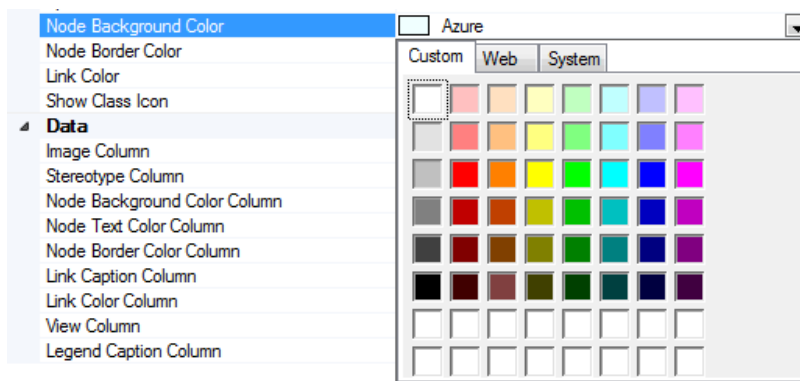 Node Background Color Azure
Node Border Color
Custom Web System
Link Color
Show Class Icon
Data
Image Column
Stereotype Column
Node Background Color Column
Node Text Color Column
Node Border Color Column
Link Caption Column
Link Color Column
View Column
Legend Caption Column